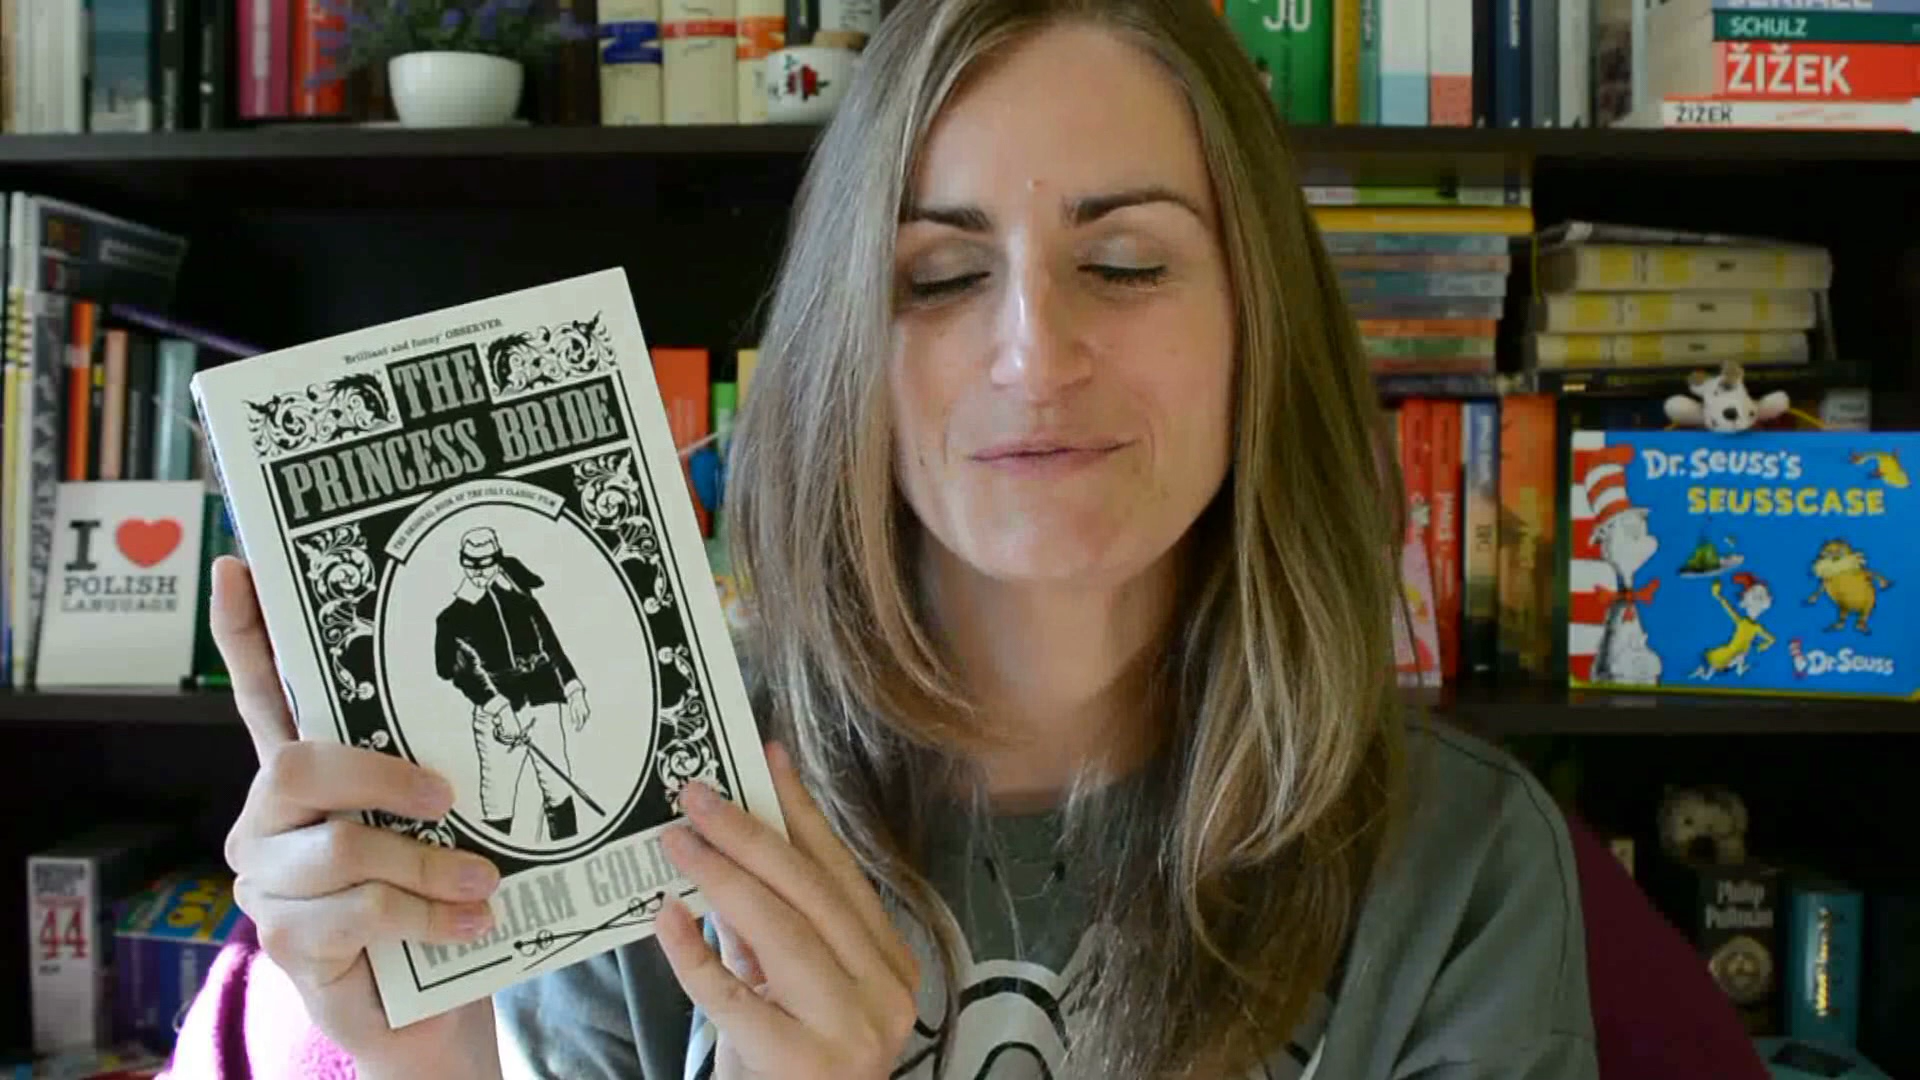 JU
SCHULZ
ŽIŽEK
ŽIŽEK
'Brilliant and funny' OBSERVER
THE
PRINCESS BRIDE
THE ORIGINAL BOOK OF THE CULT CLASSIC FILM
WILLIAM GOLD
I
POLISH
LANGUAGE
Dr. Seuss's
SEUSSCASE
Dr. Seuss
44
Philip
Pullman